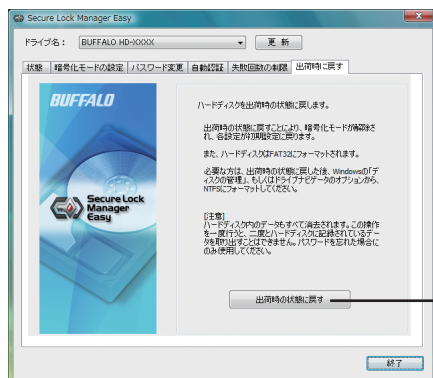 Secure Lock Manager Easy
ドライブ名： BUFFALO HD-XXXX 更 新
状態 暗号化モードの設定 パスワード変更 自動認証 失敗回数の制限 出荷時に戻す
BUFFALO
ハードディスクを出荷時の状態に戻します。
出荷時の状態に戻すことにより、暗号化モードが解除さ
れ、各設定が初期設定に戻ります。
また、ハードディスクはFAT32にフォーマットされます。
必要な方は、出荷時の状態に戻した後、Windowsの「デ
ィスクの管理」、もしくはドライブナビゲータのオプションから、
NTFSにフォーマットしてください。
Secure Lock
Manager
Easy
[注意]
ハードディスク内のデータもすべて消去されます。この操作
を一度行うと、二度とハードディスクに記録されているデー
タを取り出すことはできません。パスワードを忘れた場合に
のみ使用してください。
出荷時の状態に戻す
終了